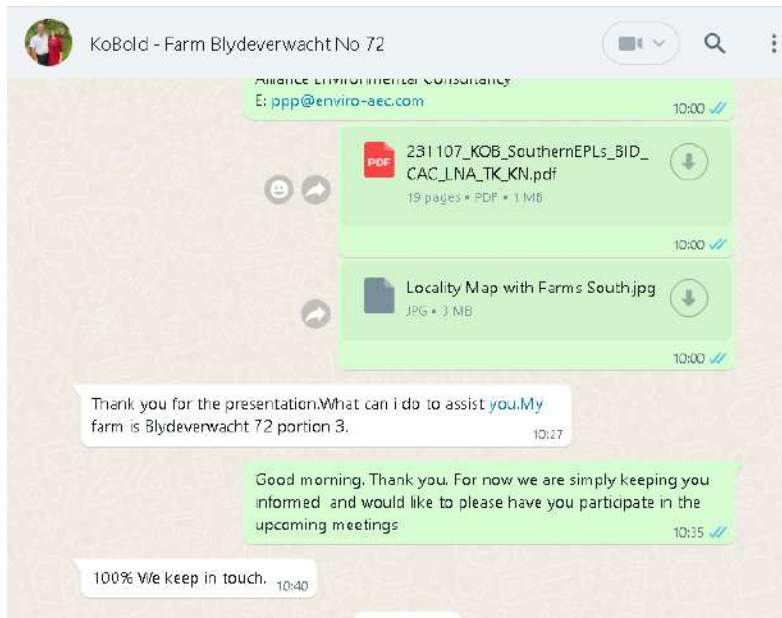 KoBold - Farm Blydeverwacht No 72
Alliance Environmental Consultancy
E: ppp@enviro-aec.com
10:00
PDF
231107_KOB_SouthernEPLs_BID_
CAC_LNA_TK_KN.pdf
19 pages • PDF • 1 MB
10:00
Locality Map with Farms South.jpg
JPG • 3 MB
10:00
Thank you for the presentation.What can i do to assist you.My
farm is Blydeverwacht 72 portion 3.
10:27
Good morning. Thank you. For now we are simply keeping you
informed and would like to please have you participate in the
upcoming meetings
10:35
100% We keep in touch.
10:40